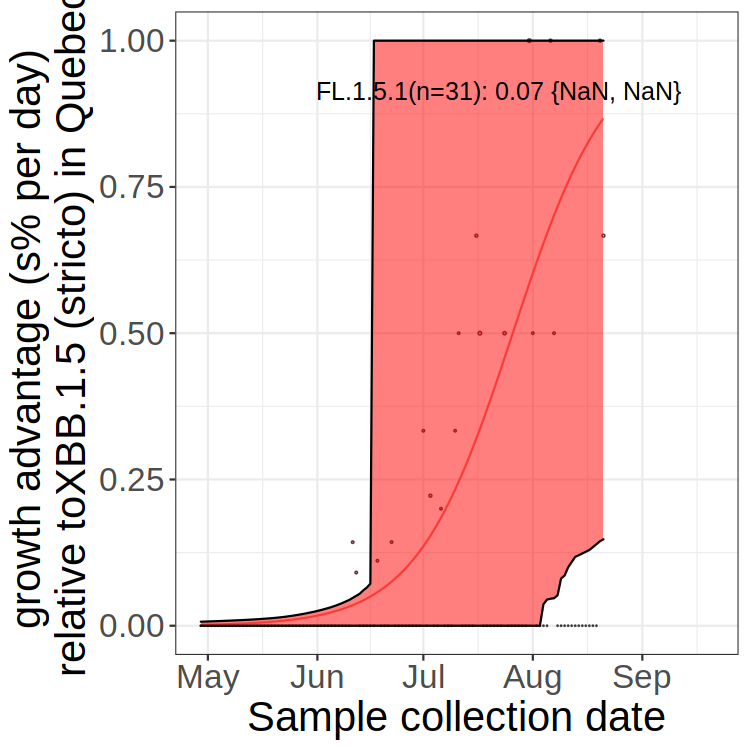 growth advantage (s% per day)
relative toXBB.1.5 (stricto) in Quebec
1.00
0.75
0.50
0.25
0.00
FL.1.5.1(n=31): 0.07 {NaN, NaN}
May Jun Jul Aug Sep
Sample collection date